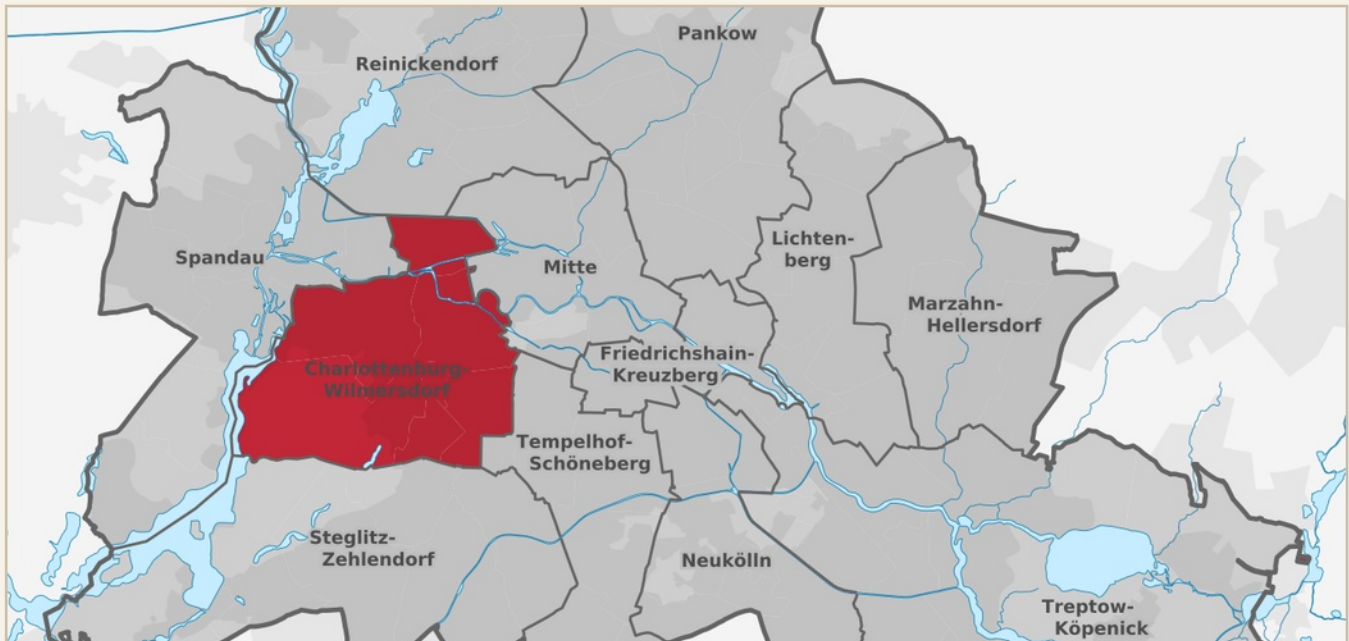 Pankow
Reinickendorf
Spandau
Mitte
Lichten-
berg
Marzahn-
Hellersdorf
Charlottenburg-
Wilmersdorf
Friedrichshain-
Kreuzberg
Tempelhof-
Schöneberg
Steglitz-
Zehlendorf
Neukölln
Treptow-
Köpenick